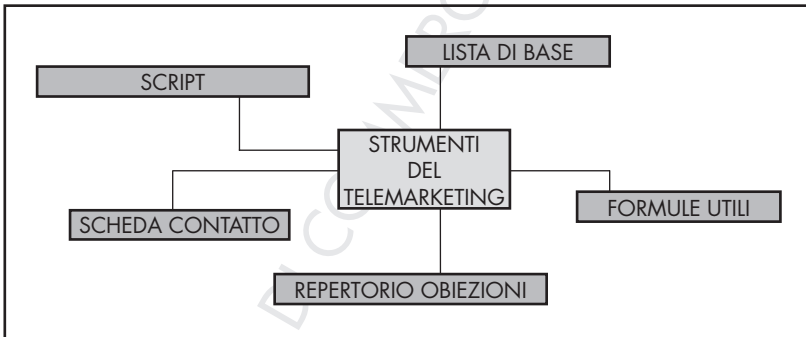 LISTA DI BASE
SCRIPT
STRUMENTI
DEL
TELEMARKETING
SCHEDA CONTATTO
FORMULE UTILI
REPERTORIO OBIEZIONI